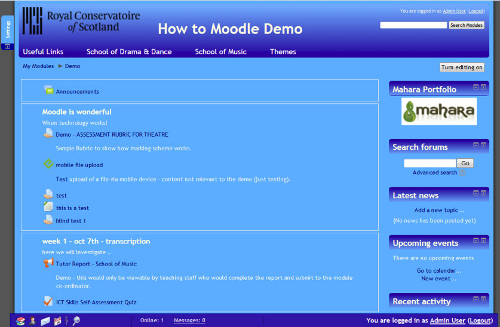 Royal Conservatoire
of Scotland
How to Moodle Demo
You are logged in as Admin User (Logout)
Search Modules
Useful Links School of Drama & Dance School of Music Themes
My Modules ► Demo
Turn editing on
Announcements
Moodle is wonderful
When technology works!
Demo - ASSESSMENT RUBRIC FOR THEATRE
Sample Rubric to show how marking scheme works.
mobile file upload
Test upload of a file via mobile device - content not relevant to the demo (just testing).
test
this is a test
blind test 1
week 1 - oct 7th - transcription
here we will investigate ..
Tutor Report - School of Music
Demo - this would only be viewable by teaching staff who would complete the report and submit to the module
co-ordinator.
ICT Skills Self-Assessment Quiz
Mahara Portfolio
mahara
Search forums
Go
Advanced search
Latest news
Add a new topic ...
(No news has been posted yet)
Upcoming events
There are no upcoming events
Go to calendar...
New event...
Recent activity
Online: 1 Messages: 0
You are logged in as Admin User (Logout)